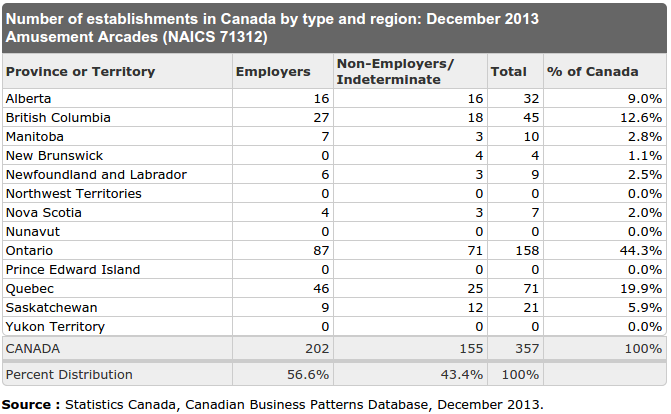 Number of establishments in Canada by type and region: December 2013
Amusement Arcades (NAICS 71312)
Province or Territory Employers Non-Employers/ Indeterminate Total % of Canada
Alberta 16 16 32 9.0%
British Columbia 27 18 45 12.6%
Manitoba 7 3 10 2.8%
New Brunswick 0 4 4 1.1%
Newfoundland and Labrador 6 3 9 2.5%
Northwest Territories 0 0 0 0.0%
Nova Scotia 4 3 7 2.0%
Nunavut 0 0 0 0.0%
Ontario 87 71 158 44.3%
Prince Edward Island 0 0 0 0.0%
Quebec 46 25 71 19.9%
Saskatchewan 9 12 21 5.9%
Yukon Territory 0 0 0 0.0%
CANADA 202 155 357 100%
Percent Distribution 56.6% 43.4% 100%
Source : Statistics Canada, Canadian Business Patterns Database, December 2013.